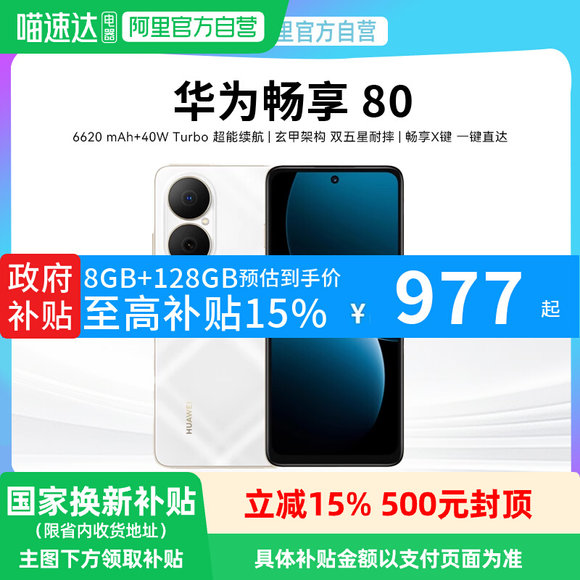 喵速达电器 阿里官方自营 里官方自营
华为畅享 80
6620 mAh+40W Turbo 超能续航 | 玄甲架构 双五星耐摔 | 畅享X键 一键直达
政府补贴
8GB+128GB预估到手价
至高补贴15% ¥977起
HUAWEI
国家换新补贴
(限省内收货地址)
主图下方领取补贴
立减15% 500元封顶
具体补贴金额以支付页面为准